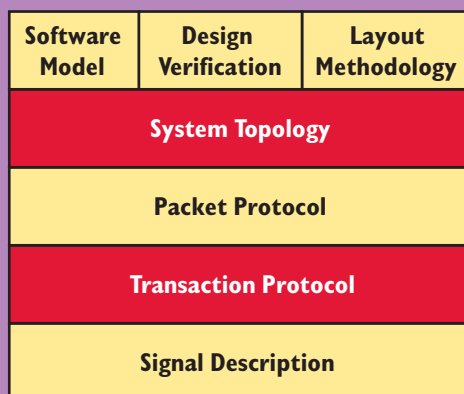 Software Model
Design Verification
Layout Methodology
System Topology
Packet Protocol
Transaction Protocol
Signal Description